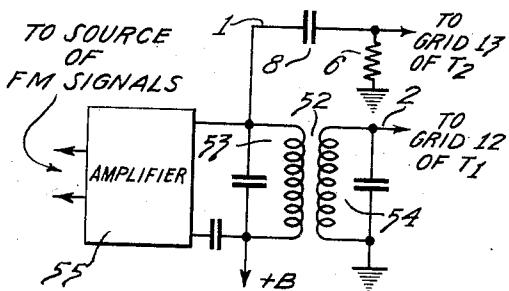 TO SOURCE
OF
FM SIGNALS
1
8
6
TO
GRID 13
OF T2
52
2
TO
GRID 12
OF T1
53
AMPLIFIER
54
55
+B